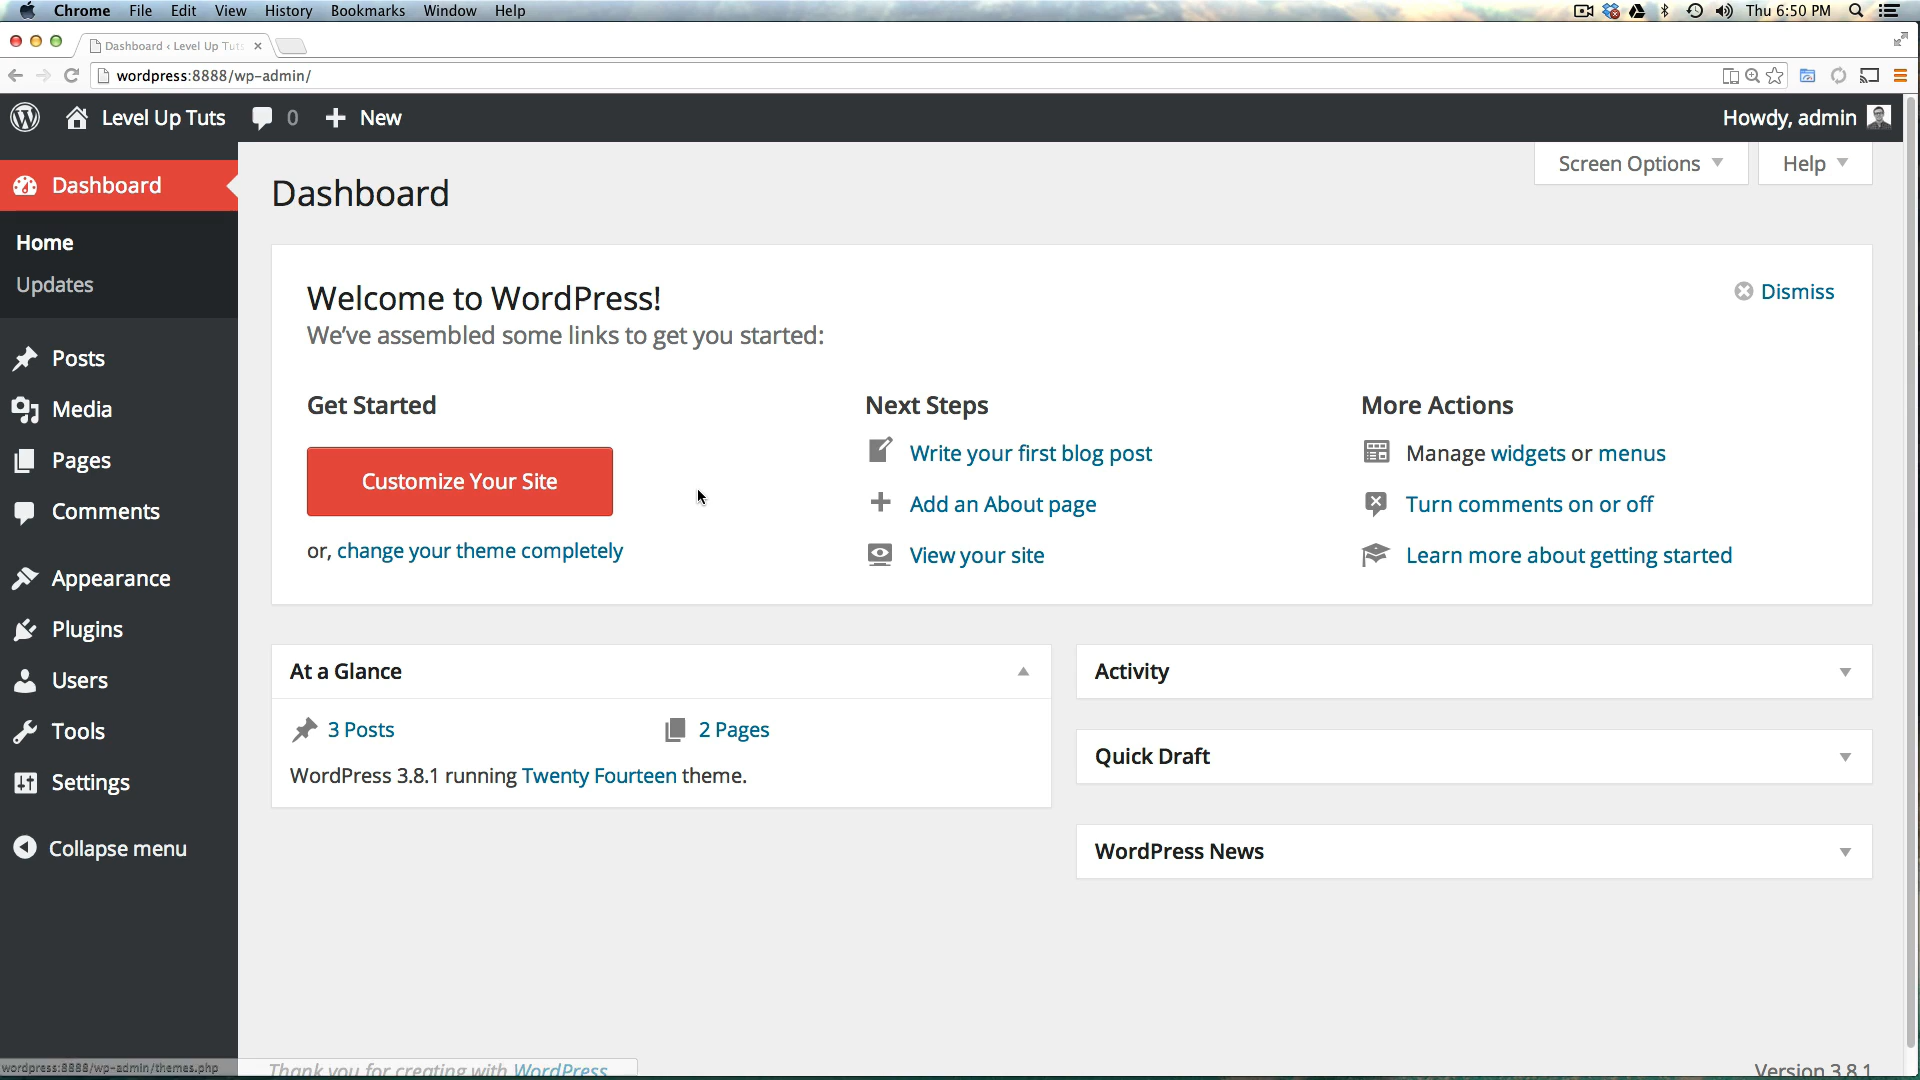 Chrome File Edit View History Bookmarks Window Help Thu 6:50 PM
Dashboard ‹ Level Up Tuts
wordpress:8888/wp-admin/
Level Up Tuts 0 New Howdy, admin
Screen Options Help
Dashboard
Home
Updates
Posts
Media
Pages
Comments
Appearance
Plugins
Users
Tools
Settings
Collapse menu
Dashboard
Welcome to WordPress!
Dismiss
We've assembled some links to get you started:
Get Started
Customize Your Site
or, change your theme completely
Next Steps
Write your first blog post
Add an About page
View your site
More Actions
Manage widgets or menus
Turn comments on or off
Learn more about getting started
At a Glance
3 Posts 2 Pages
WordPress 3.8.1 running Twenty Fourteen theme.
Activity
Quick Draft
WordPress News
Thank you for creating with WordPress
Version 3.8.1
wordpress:8888/wp-admin/themes.php